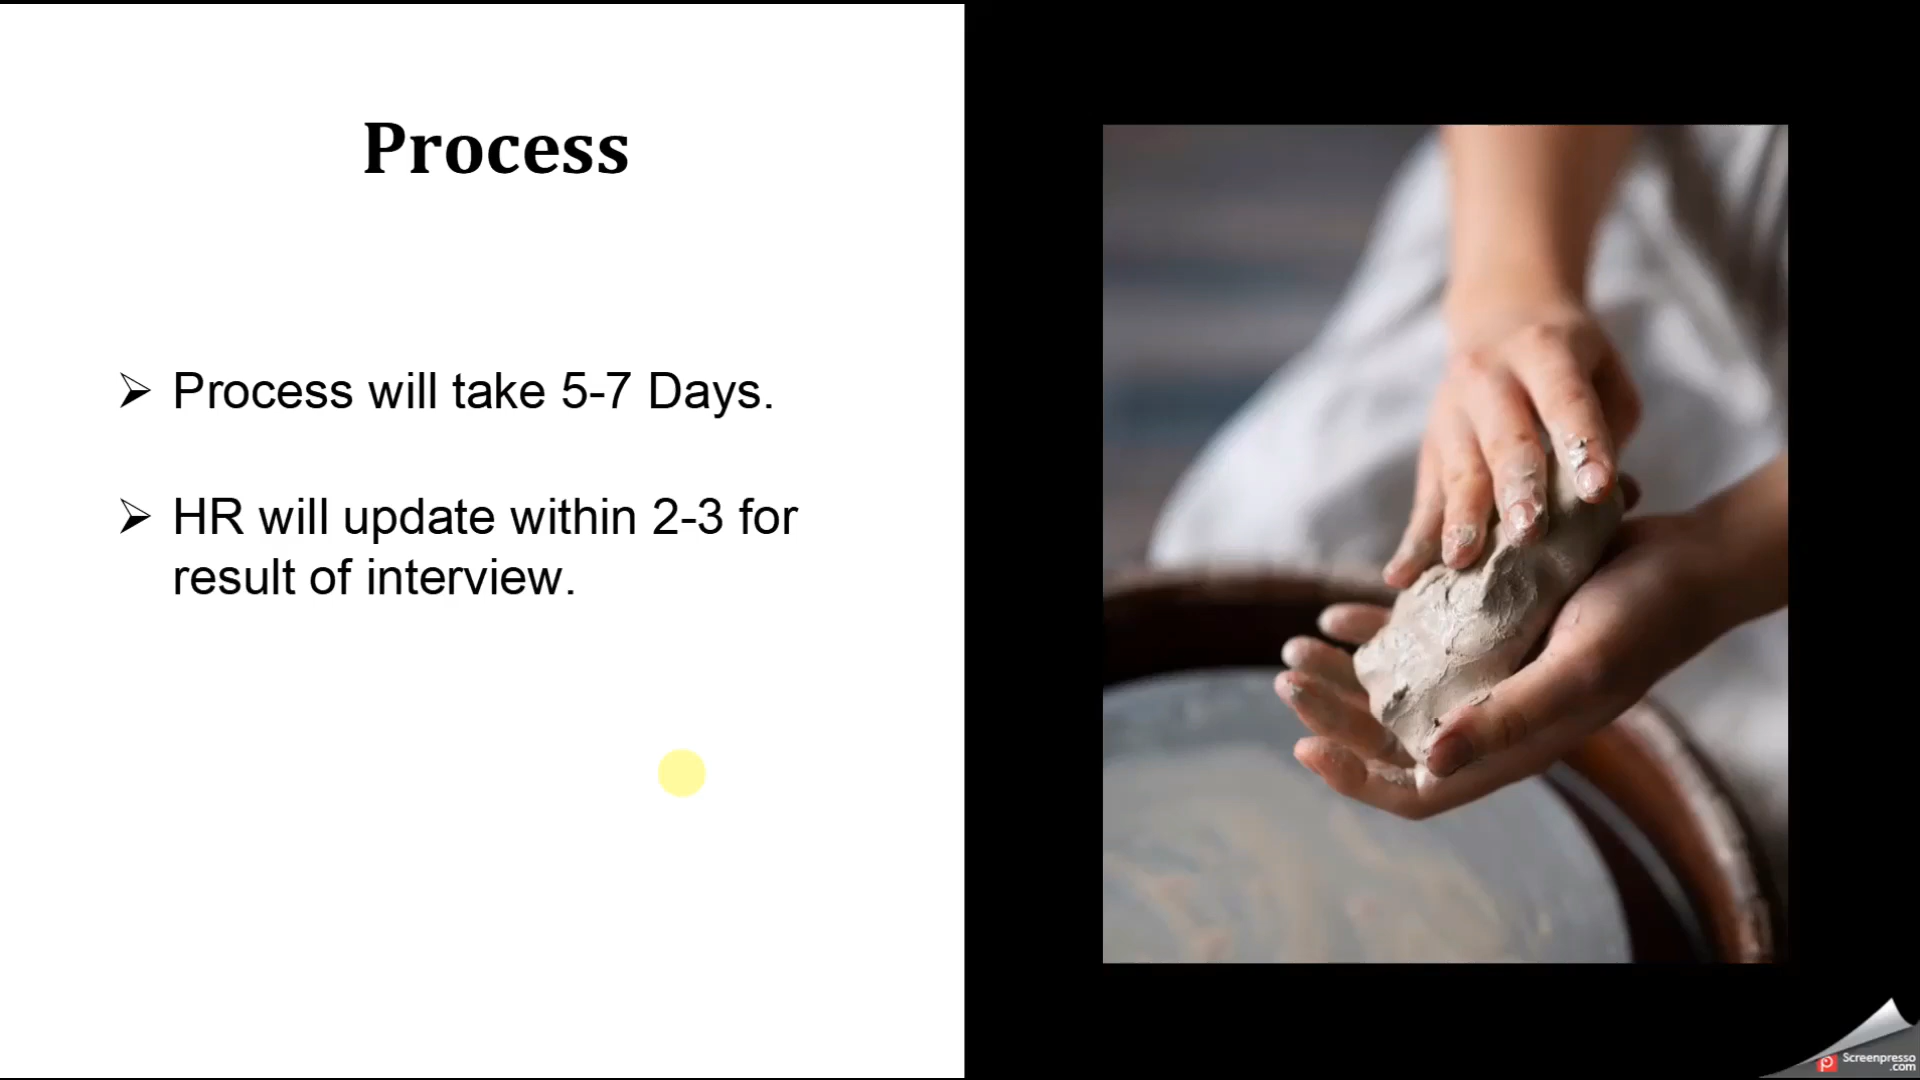 Process
➢ Process will take 5-7 Days.
➢ HR will update within 2-3 for
result of interview.
Screenpresso
.com